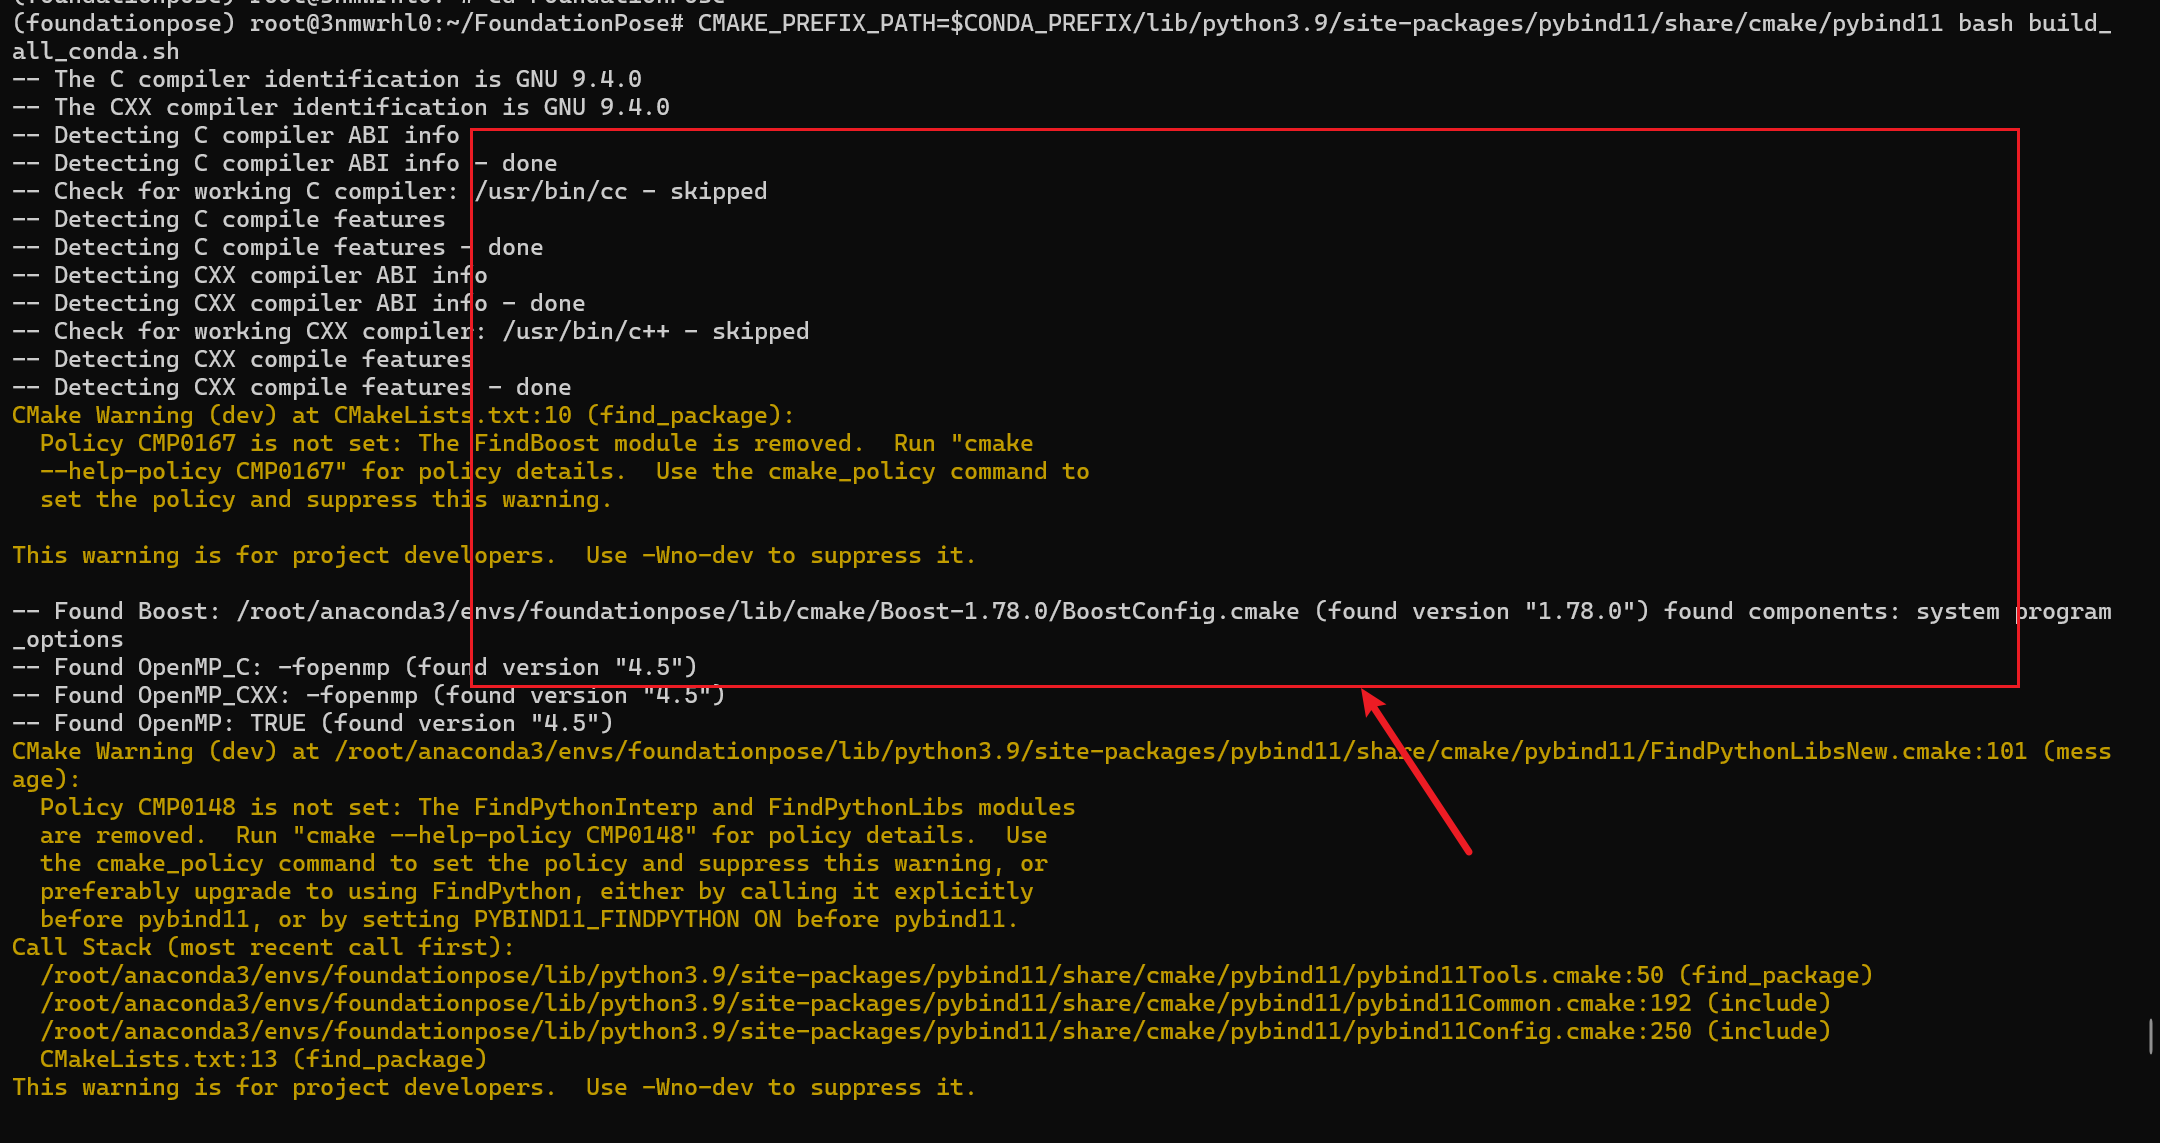 (foundationpose) root@3nmwrhl0:~# cd FoundationPose
(foundationpose) root@3nmwrhl0:~/FoundationPose# CMAKE_PREFIX_PATH=$CONDA_PREFIX/lib/python3.9/site-packages/pybind11/share/cmake/pybind11 bash build_
all_conda.sh
-- The C compiler identification is GNU 9.4.0
-- The CXX compiler identification is GNU 9.4.0
-- Detecting C compiler ABI info
-- Detecting C compiler ABI info - done
-- Check for working C compiler: /usr/bin/cc - skipped
-- Detecting C compile features
-- Detecting C compile features - done
-- Detecting CXX compiler ABI info
-- Detecting CXX compiler ABI info - done
-- Check for working CXX compiler: /usr/bin/c++ - skipped
-- Detecting CXX compile features
-- Detecting CXX compile features - done
CMake Warning (dev) at CMakeLists.txt:10 (find_package):
  Policy CMP0167 is not set: The FindBoost module is removed.  Run "cmake
  --help-policy CMP0167" for policy details.  Use the cmake_policy command to
  set the policy and suppress this warning.
This warning is for project developers.  Use -Wno-dev to suppress it.
-- Found Boost: /root/anaconda3/envs/foundationpose/lib/cmake/Boost-1.78.0/BoostConfig.cmake (found version "1.78.0") found components: system program
_options
-- Found OpenMP_C: -fopenmp (found version "4.5")
-- Found OpenMP_CXX: -fopenmp (found version "4.5")
-- Found OpenMP: TRUE (found version "4.5")
CMake Warning (dev) at /root/anaconda3/envs/foundationpose/lib/python3.9/site-packages/pybind11/share/cmake/pybind11/FindPythonLibsNew.cmake:101 (mess
age):
  Policy CMP0148 is not set: The FindPythonInterp and FindPythonLibs modules
  are removed.  Run "cmake --help-policy CMP0148" for policy details.  Use
  the cmake_policy command to set the policy and suppress this warning, or
  preferably upgrade to using FindPython, either by calling it explicitly
  before pybind11, or by setting PYBIND11_FINDPYTHON ON before pybind11.
Call Stack (most recent call first):
  /root/anaconda3/envs/foundationpose/lib/python3.9/site-packages/pybind11/share/cmake/pybind11/pybind11Tools.cmake:50 (find_package)
  /root/anaconda3/envs/foundationpose/lib/python3.9/site-packages/pybind11/share/cmake/pybind11/pybind11Common.cmake:192 (include)
  /root/anaconda3/envs/foundationpose/lib/python3.9/site-packages/pybind11/share/cmake/pybind11/pybind11Config.cmake:250 (include)
  CMakeLists.txt:13 (find_package)
This warning is for project developers.  Use -Wno-dev to suppress it.